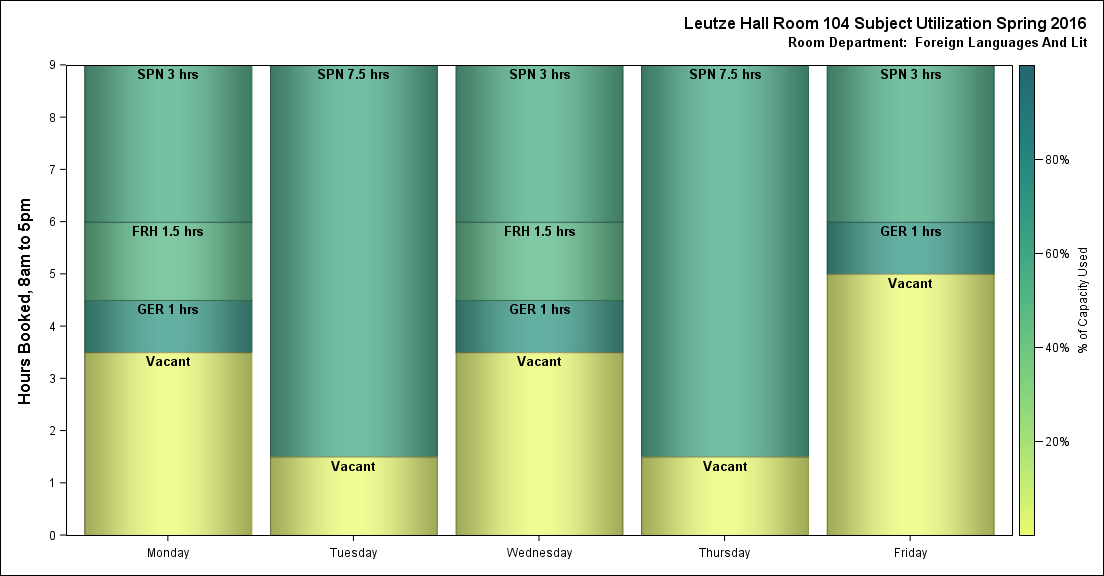 Leutze Hall Room 104 Subject Utilization Spring 2016
Room Department: Foreign Languages And Lit
Hours Booked, 8am to 5pm
9
8
7
6
5
4
3
2
1
0
SPN 3 hrs
FRH 1.5 hrs
GER 1 hrs
Vacant
SPN 7.5 hrs
Vacant
SPN 3 hrs
FRH 1.5 hrs
GER 1 hrs
Vacant
SPN 7.5 hrs
Vacant
SPN 3 hrs
GER 1 hrs
Vacant
Monday
Tuesday
Wednesday
Thursday
Friday
80%
60%
40%
20%
% of Capacity Used